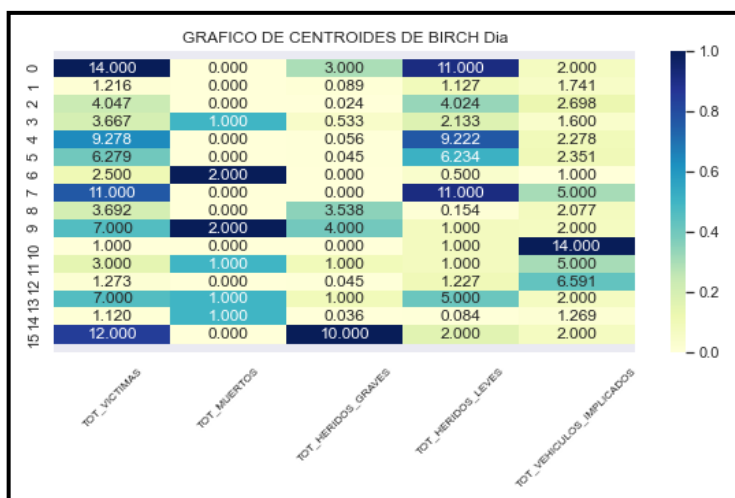 GRAFICO DE CENTROIDES DE BIRCH Dia
0 14.000 0.000 3.000 11.000 2.000
1 1.216 0.000 0.089 1.127 1.741
2 4.047 0.000 0.024 4.024 2.698
3 3.667 1.000 0.533 2.133 1.600
4 9.278 0.000 0.056 9.222 2.278
5 6.279 0.000 0.045 6.234 2.351
6 2.500 2.000 0.000 0.500 1.000
7 11.000 0.000 0.000 11.000 5.000
8 3.692 0.000 3.538 0.154 2.077
9 7.000 2.000 4.000 1.000 2.000
10 1.000 0.000 0.000 1.000 14.000
11 3.000 1.000 1.000 1.000 5.000
12 1.273 0.000 0.045 1.227 6.591
13 7.000 1.000 1.000 5.000 2.000
14 1.120 1.000 0.036 0.084 1.269
15 12.000 0.000 10.000 2.000 2.000
TOT_VICTIMAS TOT_MUERTOS TOT_HERIDOS_GRAVES TOT_HERIDOS_LEVES TOT_VEHICULOS_IMPLICADOS
1.0
0.8
0.6
0.4
0.2
0.0